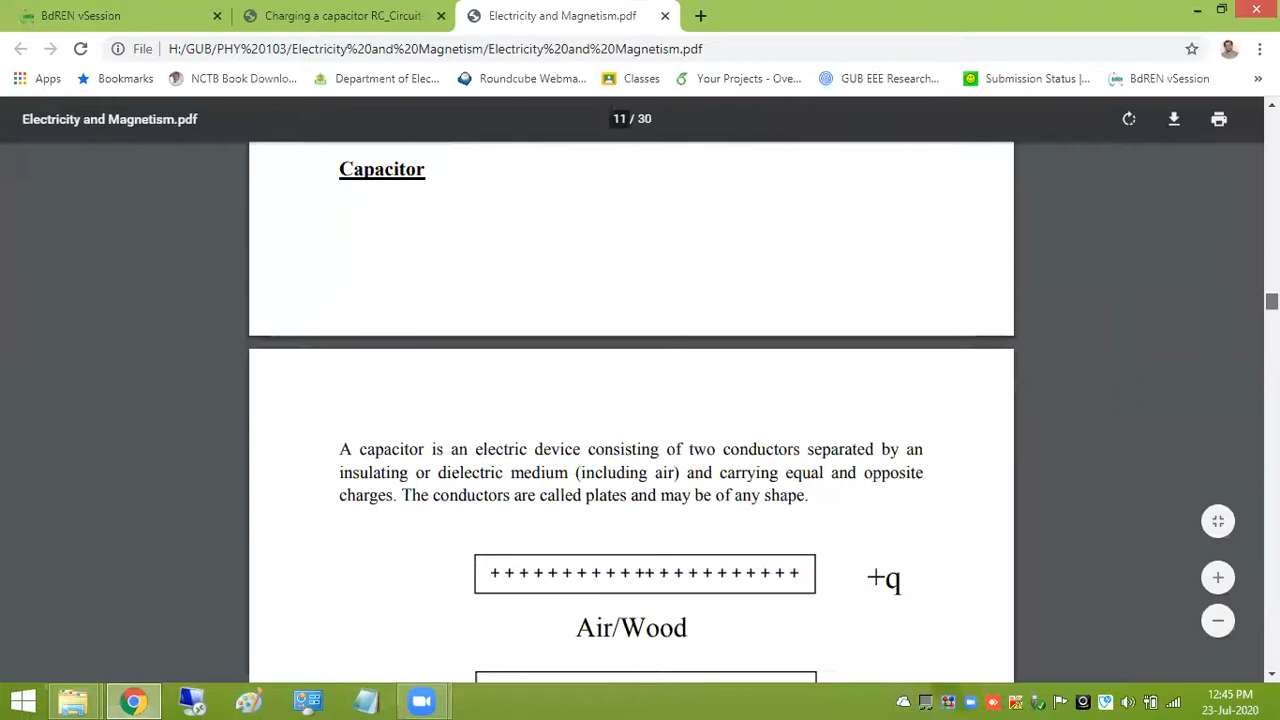 BdREN vSession
Charging a capacitor RC_Circuit-
Electricity and Magnetism.pdf
File
H:/GUB/PHY%20103/Electricity%20and%20Magnetism/Electricity%20and%20Magnetism.pdf
Apps
Bookmarks
NCTB Book Downlo...
Department of Elec...
Roundcube Webma...
Classes
Your Projects - Ove...
GUB EEE Research...
Submission Status |...
BdREN vSession
»
Electricity and Magnetism.pdf
11 / 30
Capacitor
A capacitor is an electric device consisting of two conductors separated by an
insulating or dielectric medium (including air) and carrying equal and opposite
charges. The conductors are called plates and may be of any shape.
+ + + + + + + + + + ++ + + + + + + + + + +
+q
Air/Wood
12:45 PM
23-Jul-2020